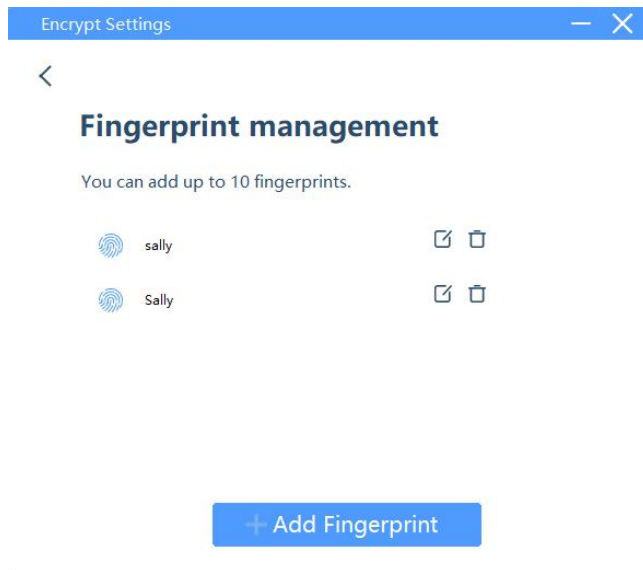 Encrypt Settings
Fingerprint management
You can add up to 10 fingerprints.
sally
Sally
Add Fingerprint